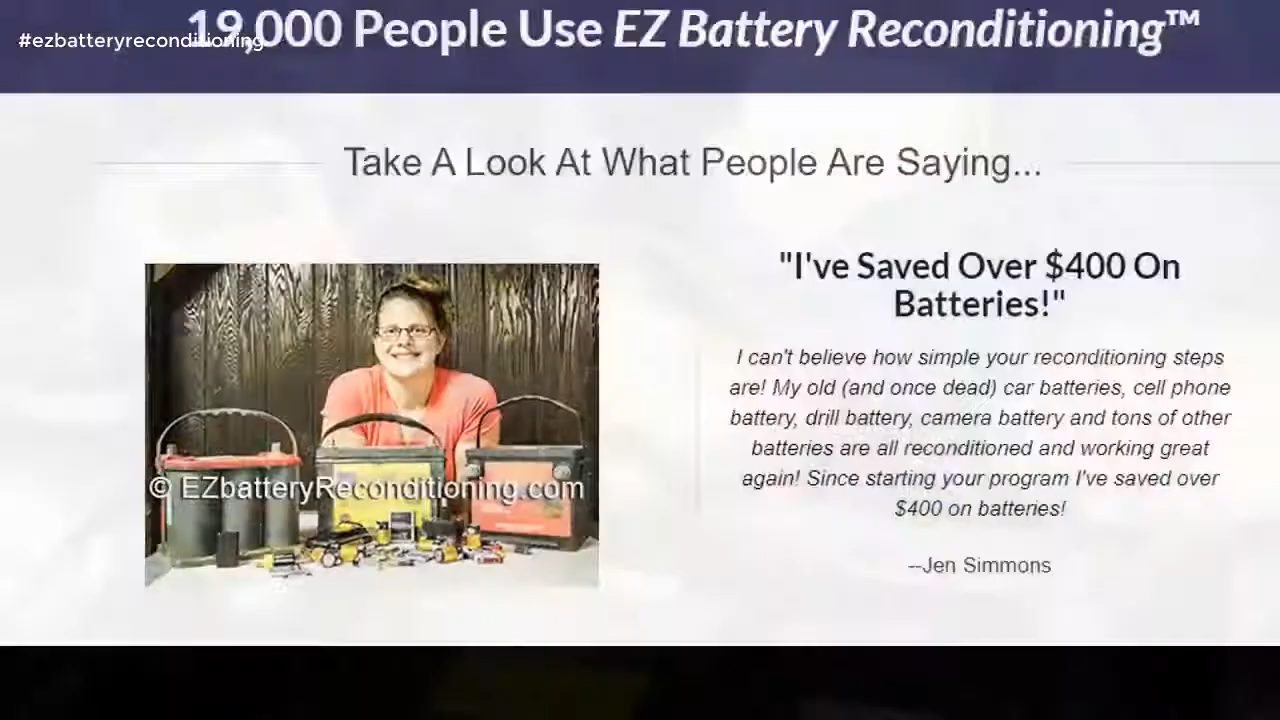 19,000 People Use EZ Battery Reconditioning™
#ezbatteryreconditioning
Take A Look At What People Are Saying...
"I've Saved Over $400 On
Batteries!"
I can't believe how simple your reconditioning steps
are! My old (and once dead) car batteries, cell phone
battery, drill battery, camera battery and tons of other
batteries are all reconditioned and working great
again! Since starting your program I've saved over
$400 on batteries!
--Jen Simmons
© EZbatteryReconditioning.com